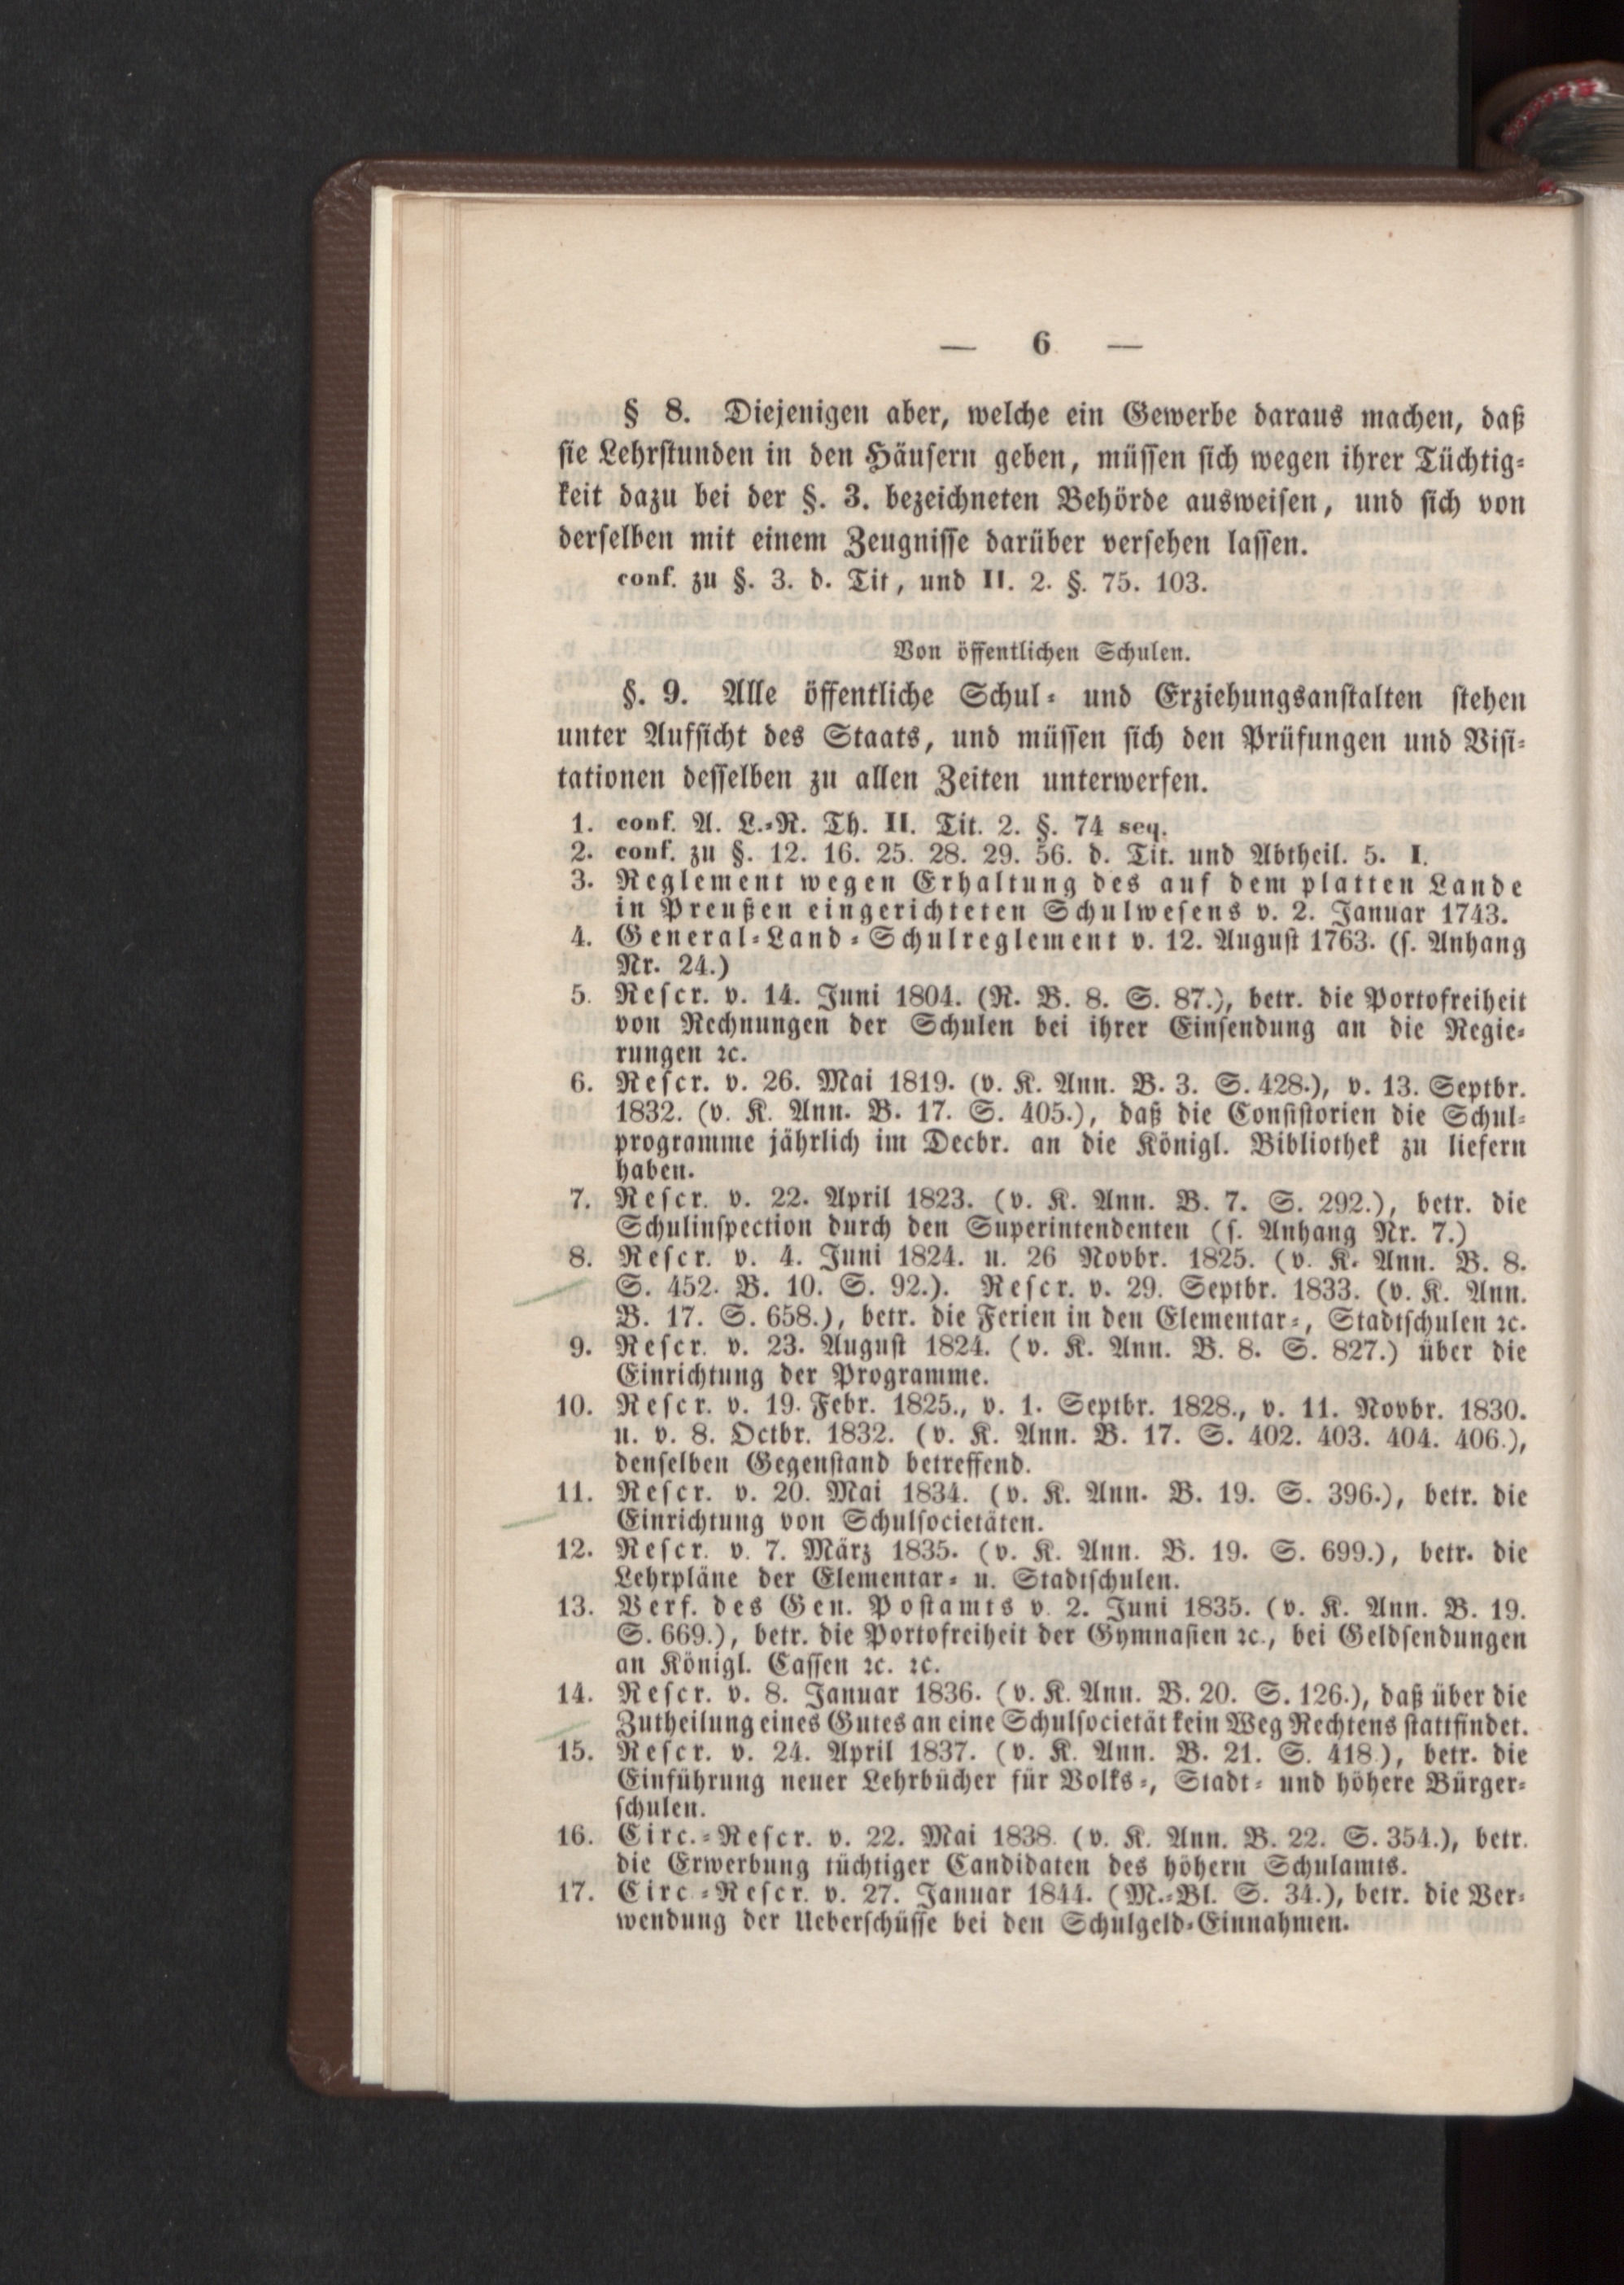 — 6 —
§ 8. Diejenigen aber, welche ein Gewerbe daraus machen, daß
sie Lehrstunden in den Häusern geben, müssen sich wegen ihrer Tüchtig-
keit dazu bei der §. 3. bezeichneten Behörde ausweisen, und sich von
derselben mit einem Zeugnisse darüber versehen lassen.
conf. zu §. 3. d. Tit, und II. 2. §. 75. 103.
Von öffentlichen Schulen.
§. 9. Alle öffentliche Schul- und Erziehungsanstalten stehen
unter Aufsicht des Staats, und müssen sich den Prüfungen und Visi-
tationen desselben zu allen Zeiten unterwerfen.
1. conf. A. L.-R. Th. II. Tit. 2. §. 74 seq.
2. conf. zu §. 12. 16. 25. 28. 29. 56. d. Tit. und Abtheil. 5. I.
3. Reglement wegen Erhaltung des auf dem platten Lande
in Preußen eingerichteten Schulwesens v. 2. Januar 1743.
4. General-Land-Schulreglement v. 12. August 1763. (s. Anhang
Nr. 24.)
5. Rescr. v. 14. Juni 1804. (R. B. 8. S. 87.), betr. die Portofreiheit
von Rechnungen der Schulen bei ihrer Einsendung an die Regie-
rungen ꝛc.
6. Rescr. v. 26. Mai 1819. (v. K. Ann. B. 3. S. 428.), v. 13. Septbr.
1832. (v. K. Ann. B. 17. S. 405.), daß die Consistorien die Schul-
programme jährlich im Decbr. an die Königl. Bibliothek zu liefern
haben.
7. Rescr. v. 22. April 1823. (v. K. Ann. B. 7. S. 292.), betr. die
Schulinspection durch den Superintendenten (s. Anhang Nr. 7.)
8. Rescr. v. 4. Juni 1824. u. 26 Novbr. 1825. (v. K. Ann. B. 8.
S. 452. B. 10. S. 92.). Rescr. v. 29. Septbr. 1833. (v. K. Ann.
B. 17. S. 658.), betr. die Ferien in den Elementar-, Stadtschulen ꝛc.
9. Rescr. v. 23. August 1824. (v. K. Ann. B. 8. S. 827.) über die
Einrichtung der Programme.
10. Rescr. v. 19. Febr. 1825., v. 1. Septbr. 1828., v. 11. Novbr. 1830.
u. v. 8. Octbr. 1832. (v. K. Ann. B. 17. S. 402. 403. 404. 406.),
denselben Gegenstand betreffend.
11. Rescr. v. 20. Mai 1834. (v. K. Ann. B. 19. S. 396.), betr. die
Einrichtung von Schulsocietäten.
12. Rescr. v. 7. März 1835. (v. K. Ann. B. 19. S. 699.), betr. die
Lehrpläne der Elementar- u. Stadtschulen.
13. Verf. des Gen. Postamts v. 2. Juni 1835. (v. K. Ann. B. 19.
S. 669.), betr. die Portofreiheit der Gymnasien ꝛc., bei Geldsendungen
an Königl. Cassen ꝛc. ꝛc.
14. Rescr. v. 8. Januar 1836. (v. K. Ann. B. 20. S. 126.), daß über die
Zutheilung eines Gutes an eine Schulsocietät kein Weg Rechtens stattfindet.
15. Rescr. v. 24. April 1837. (v. K. Ann. B. 21. S. 418.), betr. die
Einführung neuer Lehrbücher für Volks-, Stadt- und höhere Bürger-
schulen.
16. Circ.-Rescr. v. 22. Mai 1838. (v. K. Ann. B. 22. S. 354.), betr.
die Erwerbung tüchtiger Candidaten des höhern Schulamts.
17. Circ-Rescr. v. 27. Januar 1844. (M.-Bl. S. 34.), betr. die Ver-
wendung der Ueberschüsse bei den Schulgeld-Einnahmen.